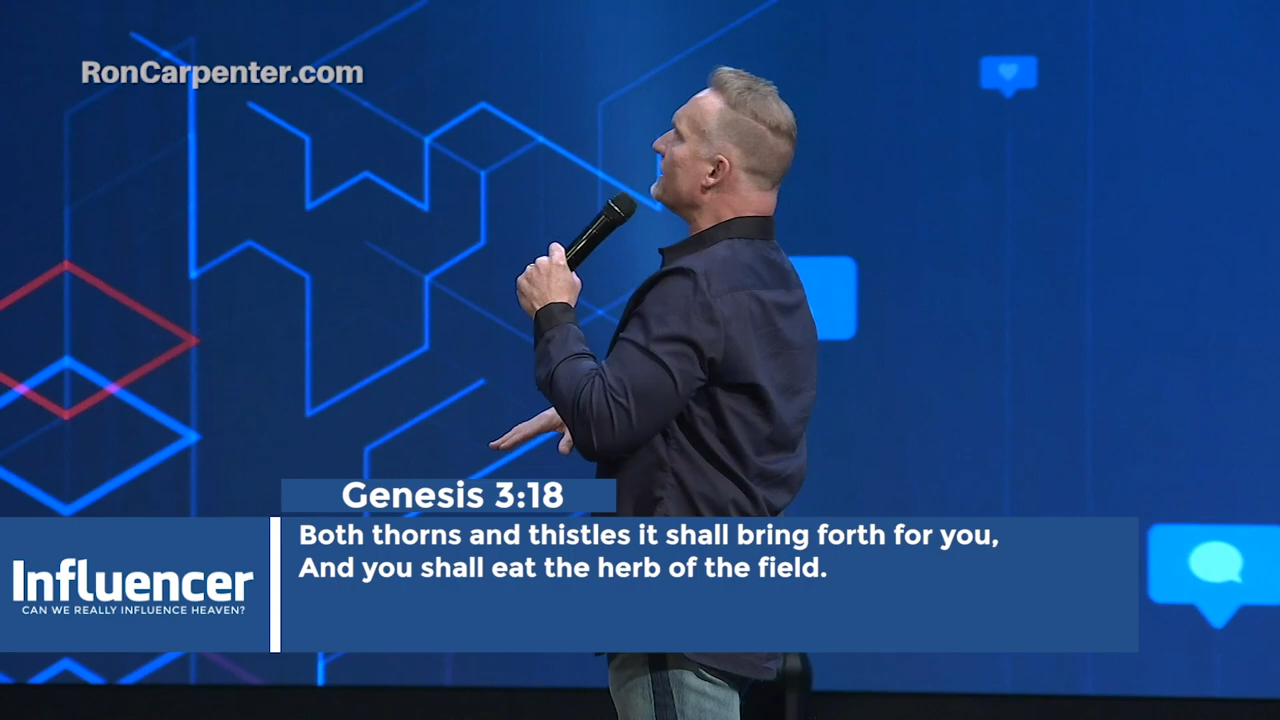 RonCarpenter.com
Genesis 3:18
Both thorns and thistles it shall bring forth for you,
And you shall eat the herb of the field.
Influencer
CAN WE REALLY INFLUENCE HEAVEN?